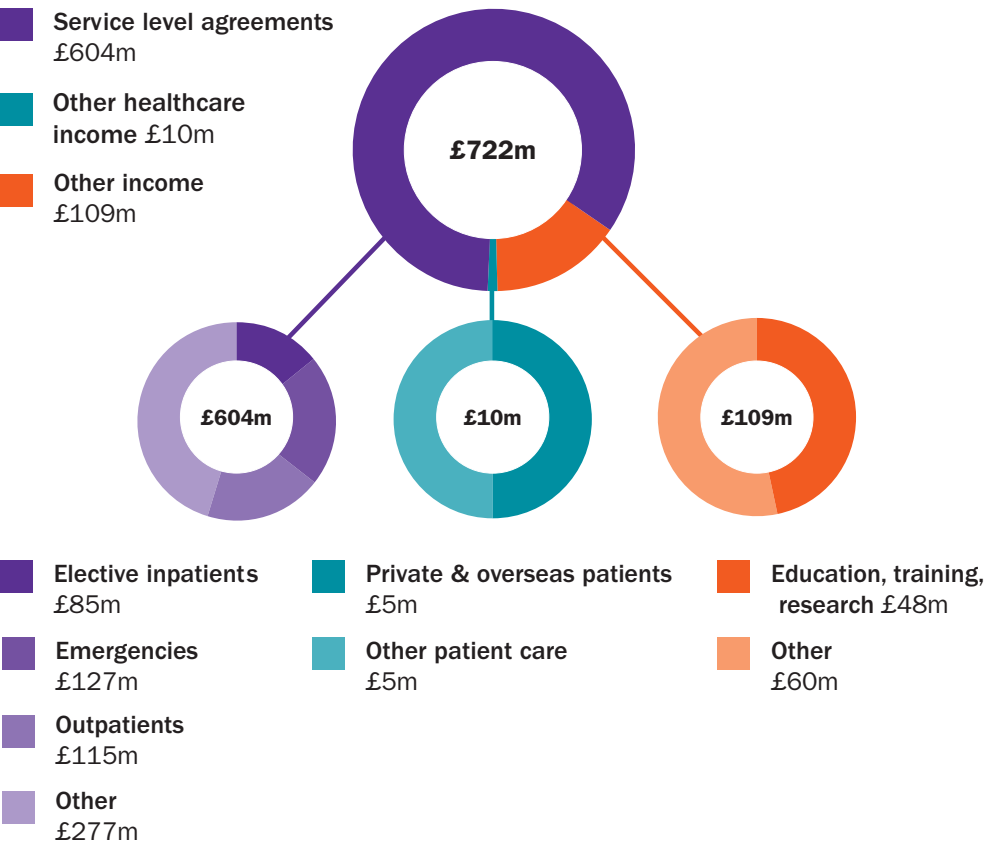 Service level agreements
£604m
Other healthcare
income £10m
Other income
£109m
£722m
£604m
£10m
£109m
Elective inpatients
£85m
Emergencies
£127m
Outpatients
£115m
Other
£277m
Private & overseas patients
£5m
Other patient care
£5m
Education, training,
research £48m
Other
£60m